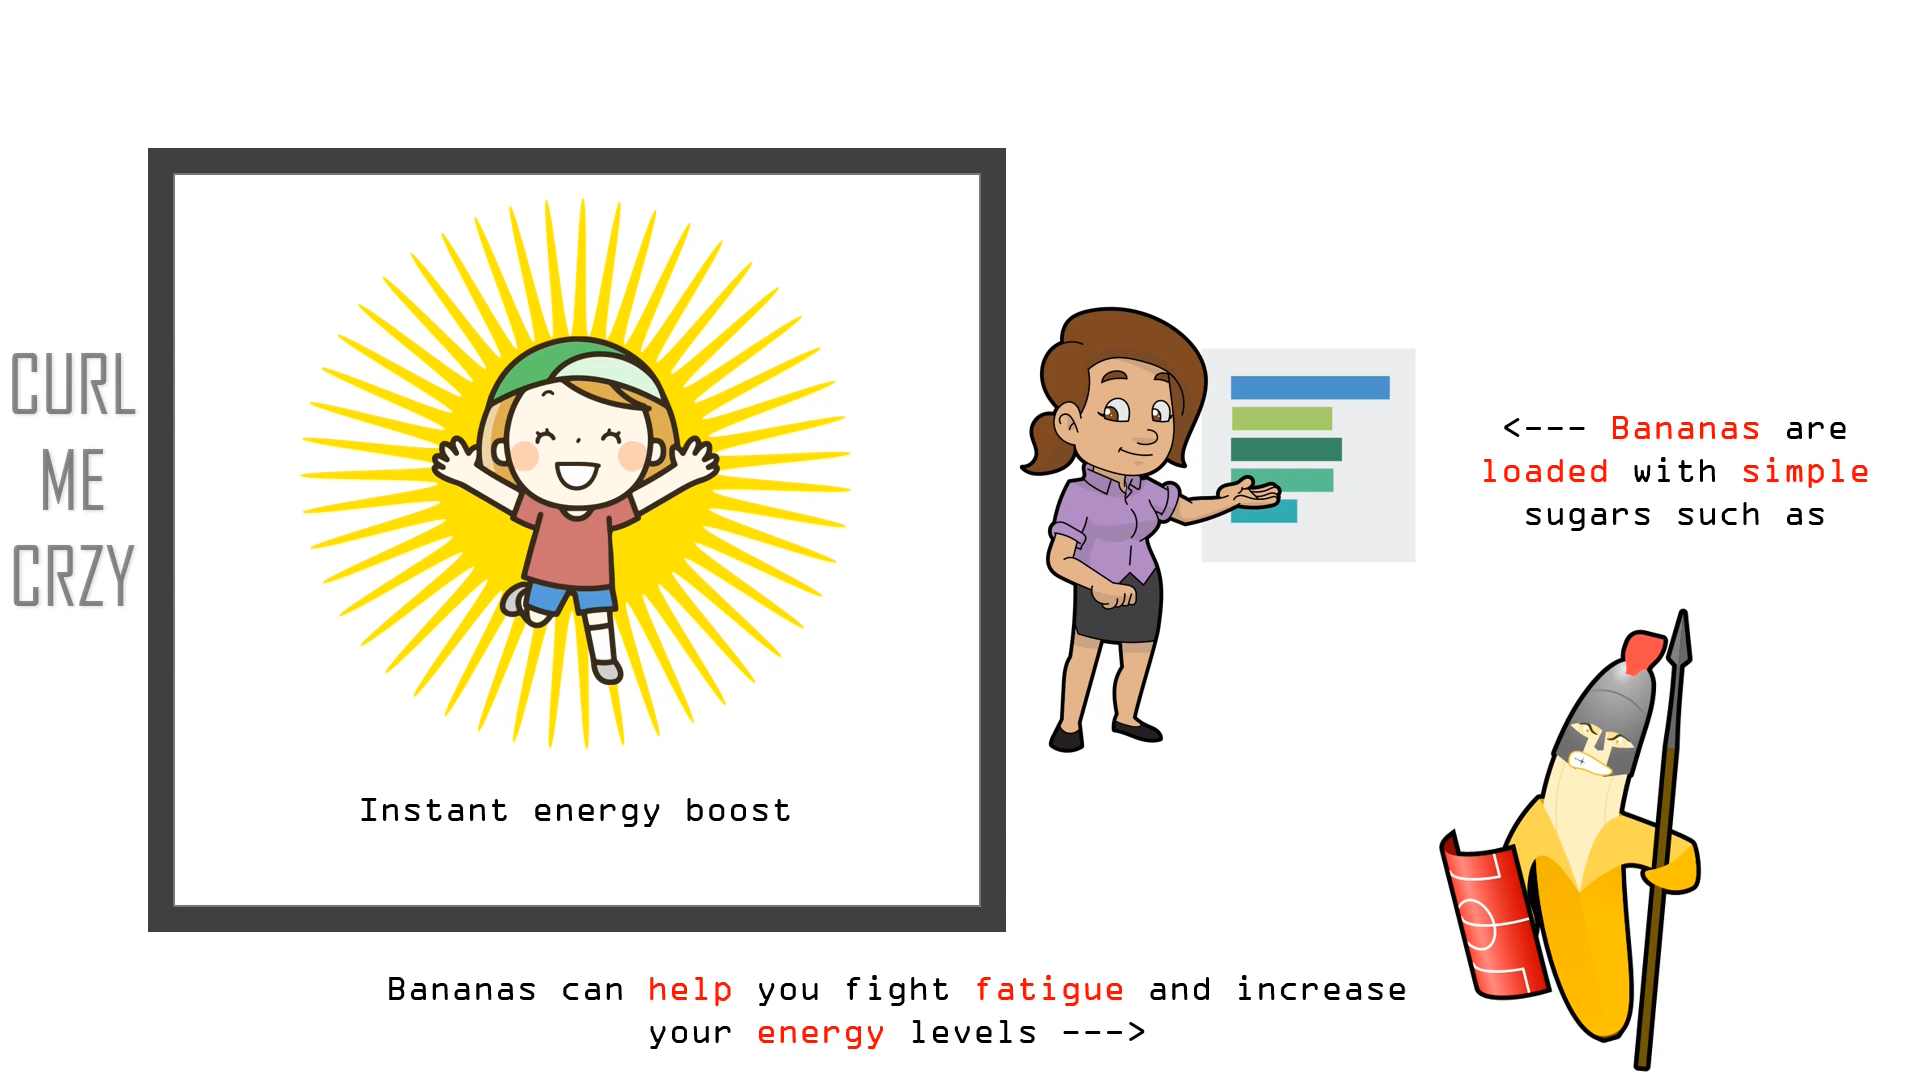 CURL
ME
CRZY
Instant energy boost
<--- Bananas are
loaded with simple
sugars such as
Bananas can help you fight fatigue and increase
your energy levels --->